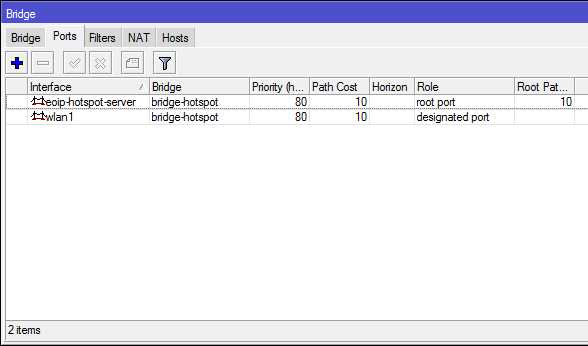 Bridge
Bridge Ports Filters NAT Hosts
Interface Bridge Priority (h... Path Cost Horizon Role Root Pat...
eoip-hotspot-server bridge-hotspot 80 10 root port 10
wlan1 bridge-hotspot 80 10 designated port
2 items